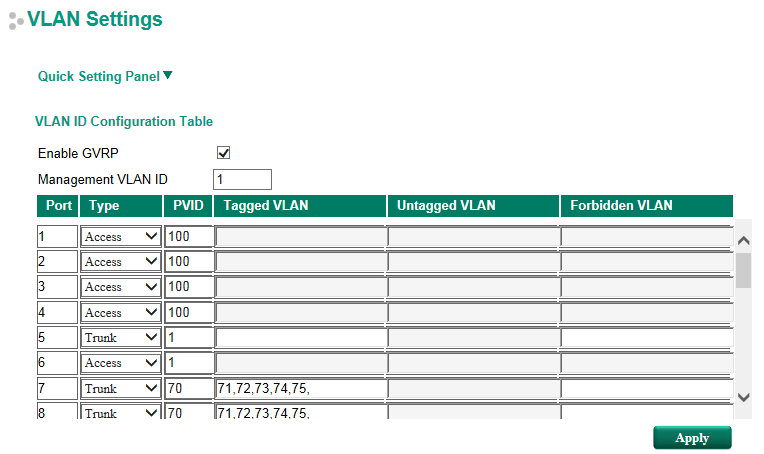 VLAN Settings
Quick Setting Panel
VLAN ID Configuration Table
Enable GVRP
Management VLAN ID 1
Port Type PVID Tagged VLAN Untagged VLAN Forbidden VLAN
1 Access 100
2 Access 100
3 Access 100
4 Access 100
5 Trunk 1
6 Access 1
7 Trunk 70 71,72,73,74,75,
8 Trunk 70 71,72,73,74,75,
Apply